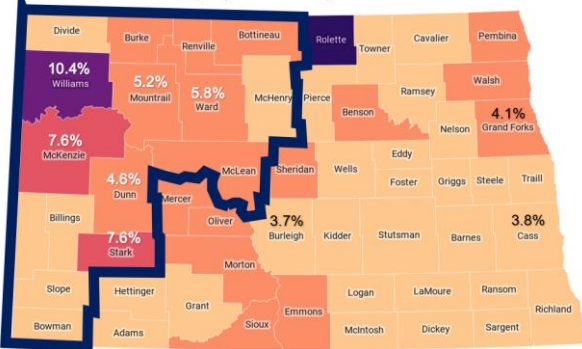 Divide
Burke
Renville
Bottineau
Rolette
Towner
Cavalier
Pembina
10.4%
Williams
5.2%
Mountrail
5.8%
Ward
McHenry
Pierce
Benson
Ramsey
Walsh
Nelson
4.1%
Grand Forks
7.6%
McKenzie
4.6%
Dunn
McLean
Mercer
Oliver
Sheridan
Wells
Eddy
Foster
Griggs
Steele
Traill
Billings
7.6%
Stark
3.7%
Burleigh
Kidder
Stutsman
Barnes
3.8%
Cass
Morton
Slope
Hettinger
Grant
Sioux
Emmons
Logan
LaMoure
Ransom
Richland
Bowman
Adams
McIntosh
Dickey
Sargent